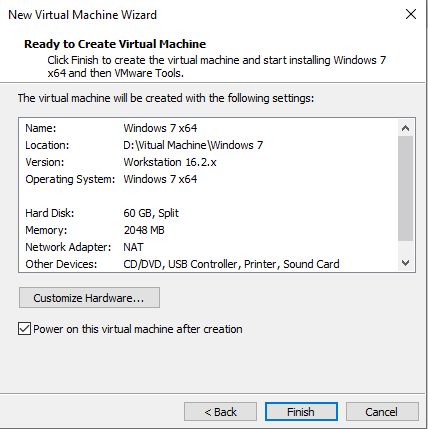 New Virtual Machine Wizard
Ready to Create Virtual Machine
Click Finish to create the virtual machine and start installing Windows 7
x64 and then VMware Tools.
The virtual machine will be created with the following settings:
Name: Windows 7 x64
Location: D:\Vitual Machine\Windows 7
Version: Workstation 16.2.x
Operating System: Windows 7 x64
Hard Disk: 60 GB, Split
Memory: 2048 MB
Network Adapter: NAT
Other Devices: CD/DVD, USB Controller, Printer, Sound Card
Customize Hardware...
Power on this virtual machine after creation
< Back Finish Cancel